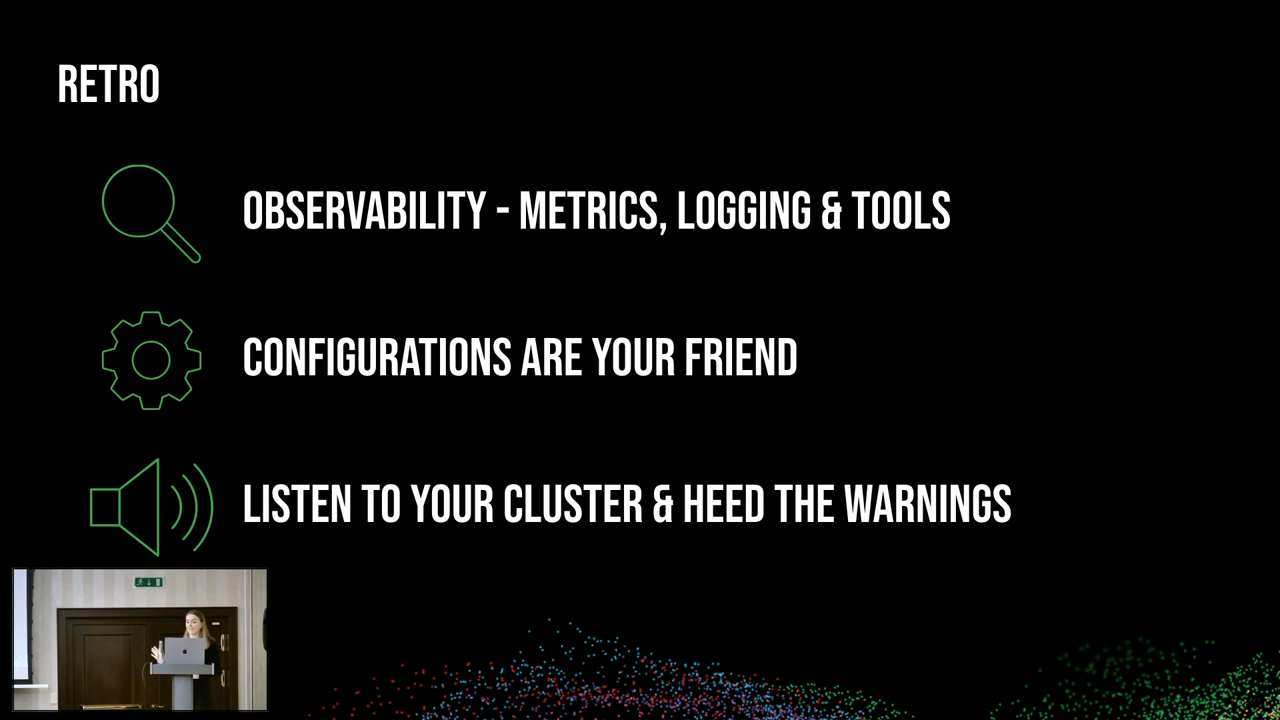 RETRO
OBSERVABILITY - METRICS, LOGGING & TOOLS
CONFIGURATIONS ARE YOUR FRIEND
LISTEN TO YOUR CLUSTER & HEED THE WARNINGS